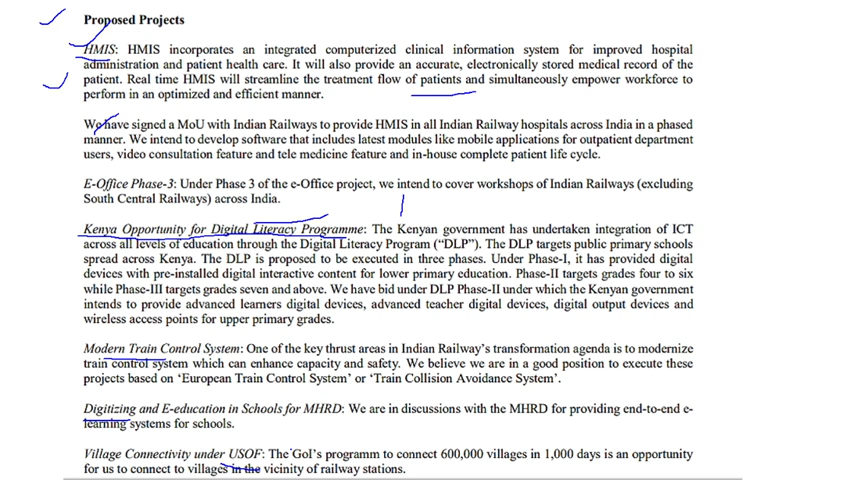 Proposed Projects
HMIS: HMIS incorporates an integrated computerized clinical information system for improved hospital
administration and patient health care. It will also provide an accurate, electronically stored medical record of the
patient. Real time HMIS will streamline the treatment flow of patients and simultaneously empower workforce to
perform in an optimized and efficient manner.
We have signed a MoU with Indian Railways to provide HMIS in all Indian Railway hospitals across India in a phased
manner. We intend to develop software that includes latest modules like mobile applications for outpatient department
users, video consultation feature and tele medicine feature and in-house complete patient life cycle.
E-Office Phase-3: Under Phase 3 of the e-Office project, we intend to cover workshops of Indian Railways (excluding
South Central Railways) across India.
Kenya Opportunity for Digital Literacy Programme: The Kenyan government has undertaken integration of ICT
across all levels of education through the Digital Literacy Program (“DLP”). The DLP targets public primary schools
spread across Kenya. The DLP is proposed to be executed in three phases. Under Phase-I, it has provided digital
devices with pre-installed digital interactive content for lower primary education. Phase-II targets grades four to six
while Phase-III targets grades seven and above. We have bid under DLP Phase-II under which the Kenyan government
intends to provide advanced learners digital devices, advanced teacher digital devices, digital output devices and
wireless access points for upper primary grades.
Modern Train Control System: One of the key thrust areas in Indian Railway’s transformation agenda is to modernize
train control system which can enhance capacity and safety. We believe we are in a good position to execute these
projects based on ‘European Train Control System’ or ‘Train Collision Avoidance System’.
Digitizing and E-education in Schools for MHRD: We are in discussions with the MHRD for providing end-to-end e-
learning systems for schools.
Village Connectivity under USOF: The GoI’s programm to connect 600,000 villages in 1,000 days is an opportunity
for us to connect to villages in the vicinity of railway stations.